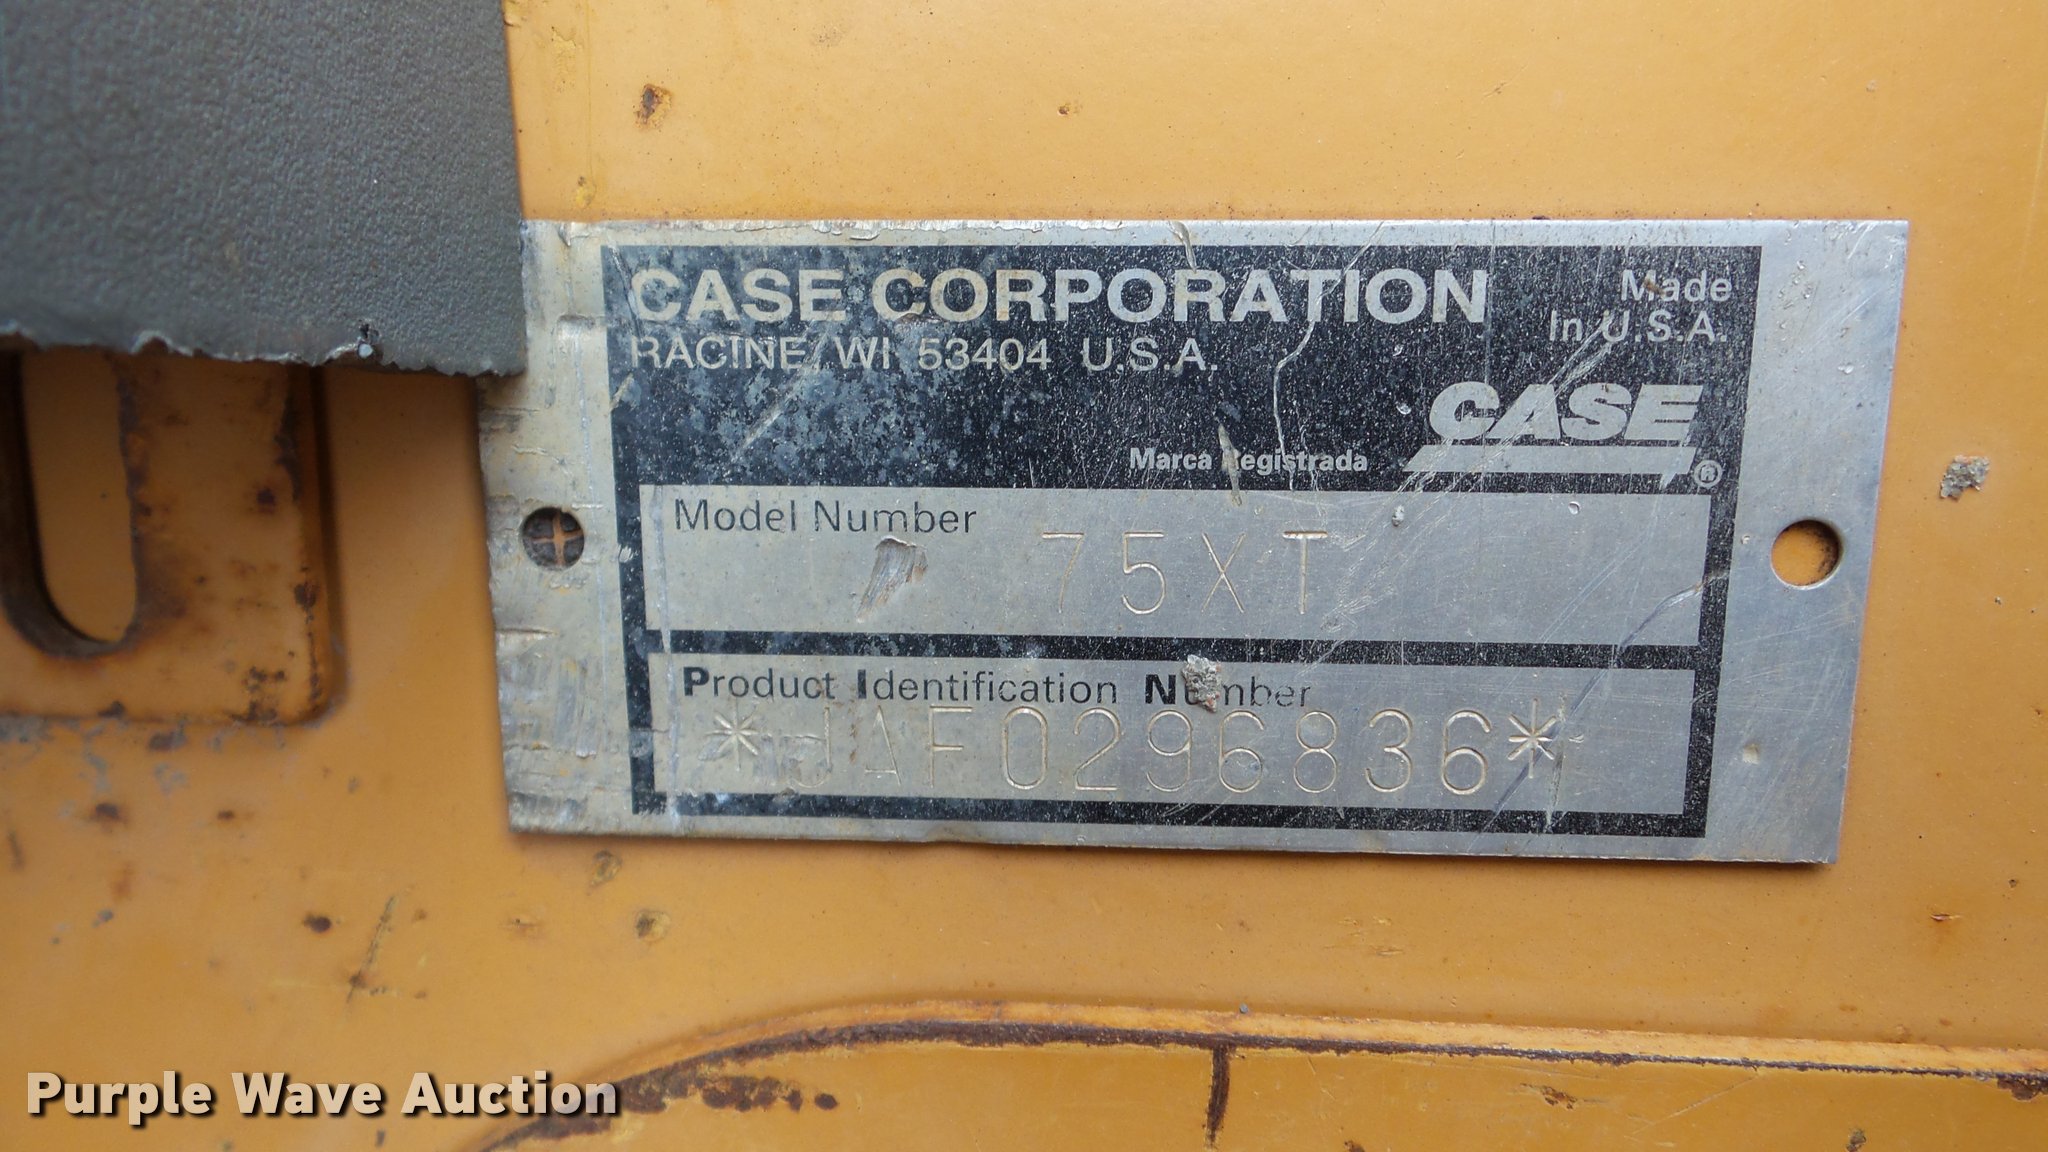 CASE CORPORATION
RACINE, WI 53404 U.S.A.
Made
In U.S.A.
CASE®
Marca Registrada
Model Number
75XT
Product Identification Number
*JAF0296836*
Purple Wave Auction